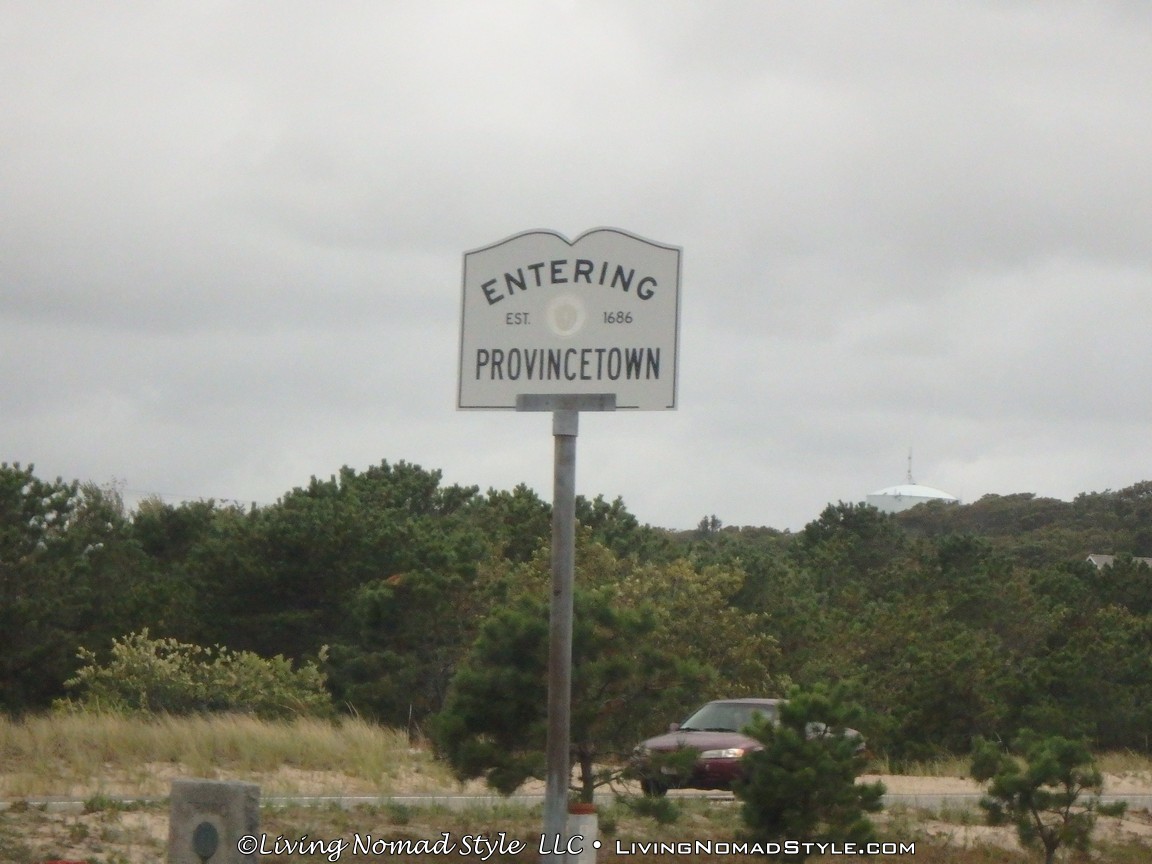 ENTERING
EST. 1686
PROVINCETOWN
©Living Nomad Style LLC • LivingNomadStyle.com